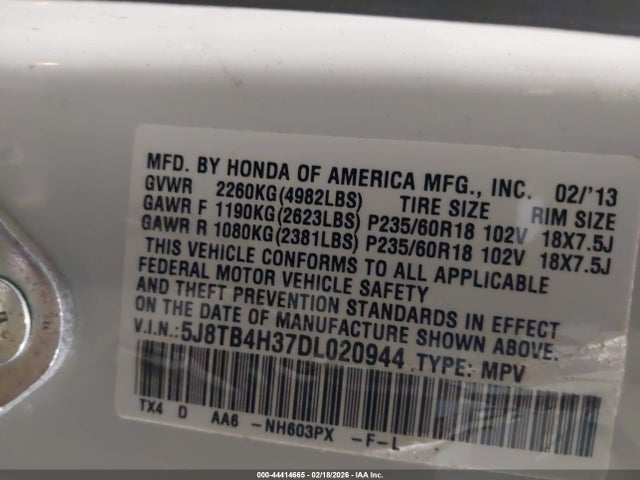 MFD. BY HONDA OF AMERICA MFG., INC. 02/'13
GVWR 2260KG(4982LBS) TIRE SIZE RIM SIZE
GAWR F 1190KG(2623LBS) P235/60R18 102V 18X7.5J
GAWR R 1080KG(2381LBS) P235/60R18 102V 18X7.5J
THIS VEHICLE CONFORMS TO ALL APPLICABLE
FEDERAL MOTOR VEHICLE SAFETY
AND THEFT PREVENTION STANDARDS IN EFFECT
ON THE DATE OF MANUFACTURE SHOWN ABOVE.
V.I.N.:5J8TB4H37DL020944 TYPE: MPV
TX4 D AA6 -NH603PX -F-L
000-44414665 - 02/18/2026 - IAA Inc.